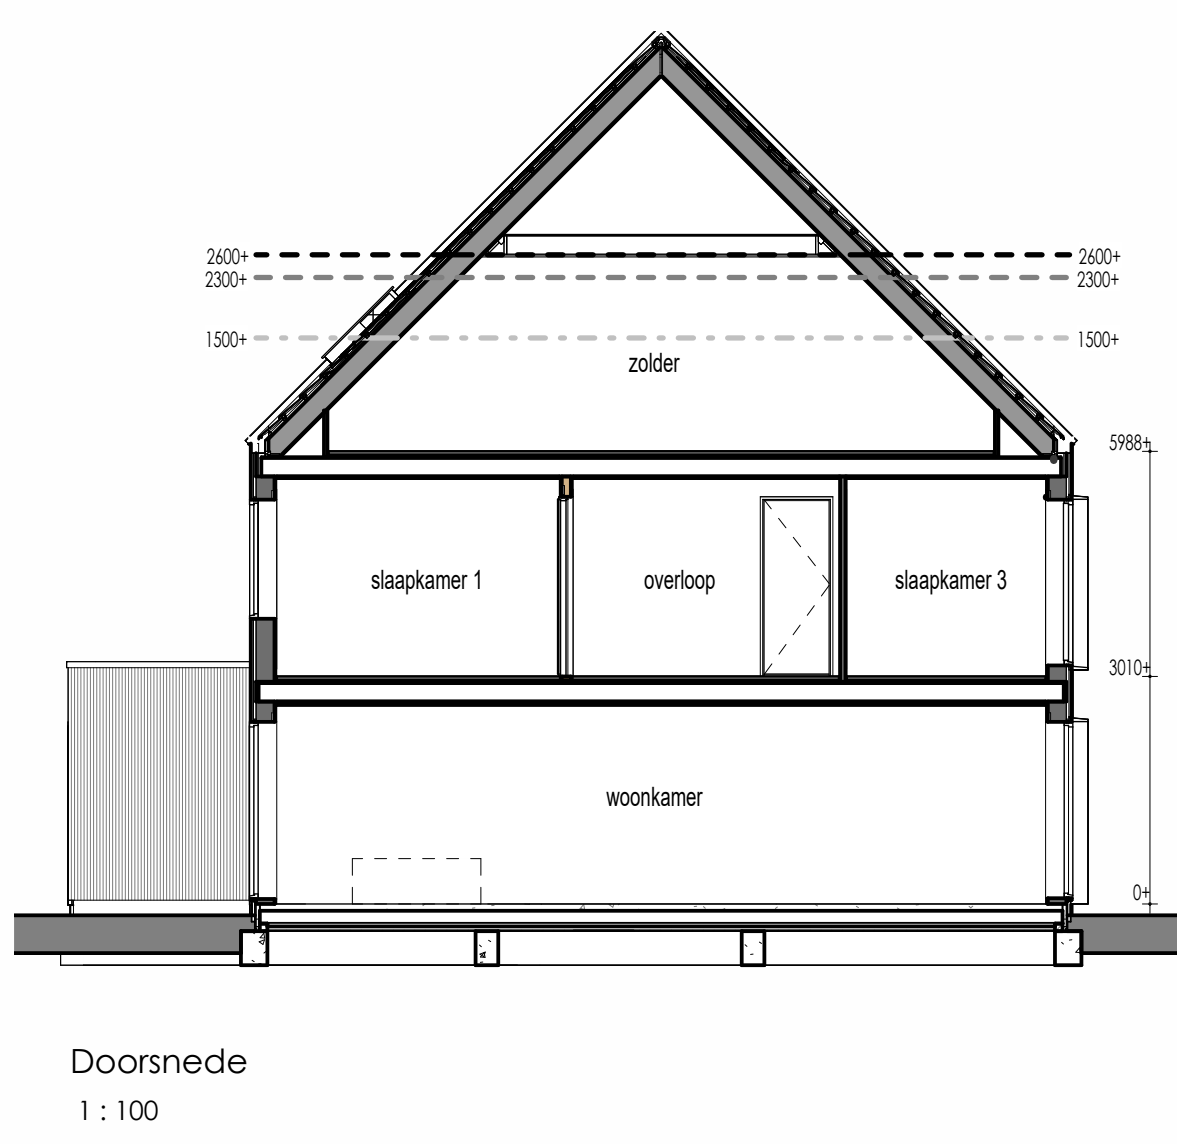 2600+ 2600+
2300+ 2300+
1500+ 1500+
zolder
5988+
slaapkamer 1 overloop slaapkamer 3
3010+
woonkamer
0+
Doorsnede
1 : 100